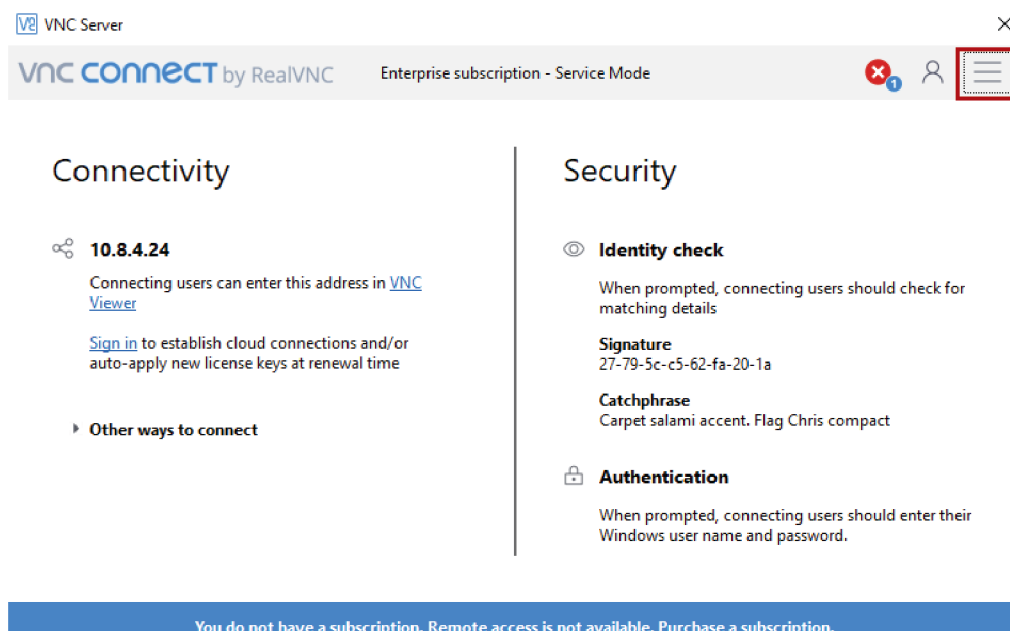 VNC Server
VNC CONNECT by RealVNC
Enterprise subscription - Service Mode
1
Connectivity
10.8.4.24
Connecting users can enter this address in VNC
Viewer
Sign in to establish cloud connections and/or
auto-apply new license keys at renewal time
Other ways to connect
Security
Identity check
When prompted, connecting users should check for
matching details
Signature
27-79-5c-c5-62-fa-20-1a
Catchphrase
Carpet salami accent. Flag Chris compact
Authentication
When prompted, connecting users should enter their
Windows user name and password.
You do not have a subscription. Remote access is not available. Purchase a subscription.